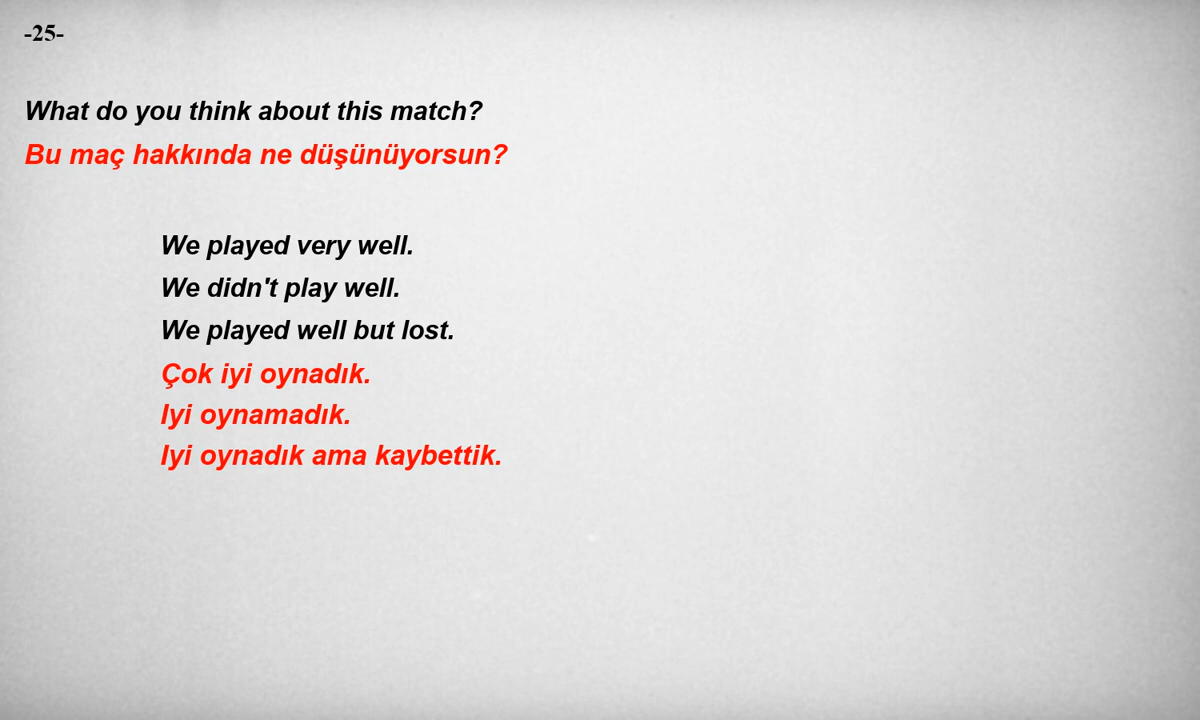 -25-
What do you think about this match?
Bu maç hakkında ne düşünüyorsun?
We played very well.
We didn't play well.
We played well but lost.
Çok iyi oynadık.
Iyi oynamadık.
Iyi oynadık ama kaybettik.